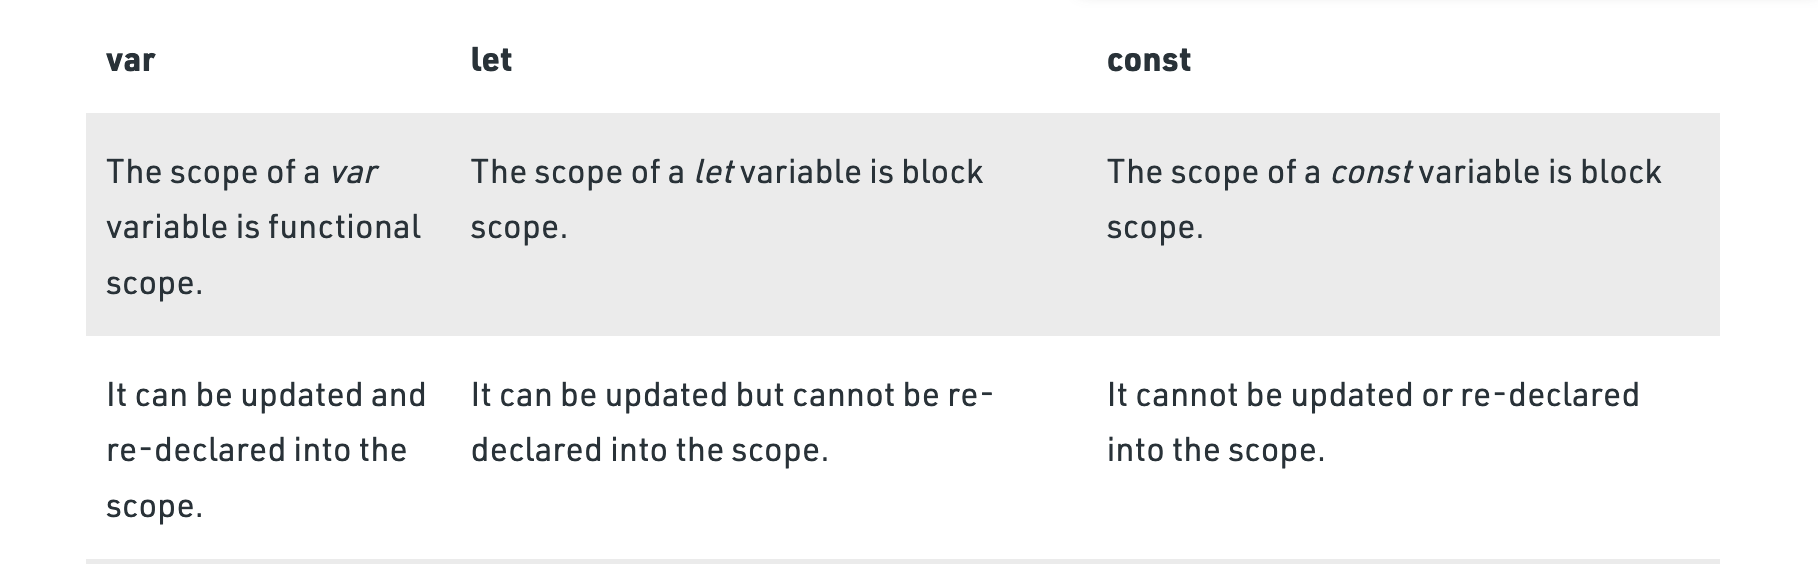 var let const
The scope of a var
variable is functional
scope.
The scope of a let variable is block
scope.
The scope of a const variable is block
scope.
It can be updated and
re-declared into the
scope.
It can be updated but cannot be re-
declared into the scope.
It cannot be updated or re-declared
into the scope.